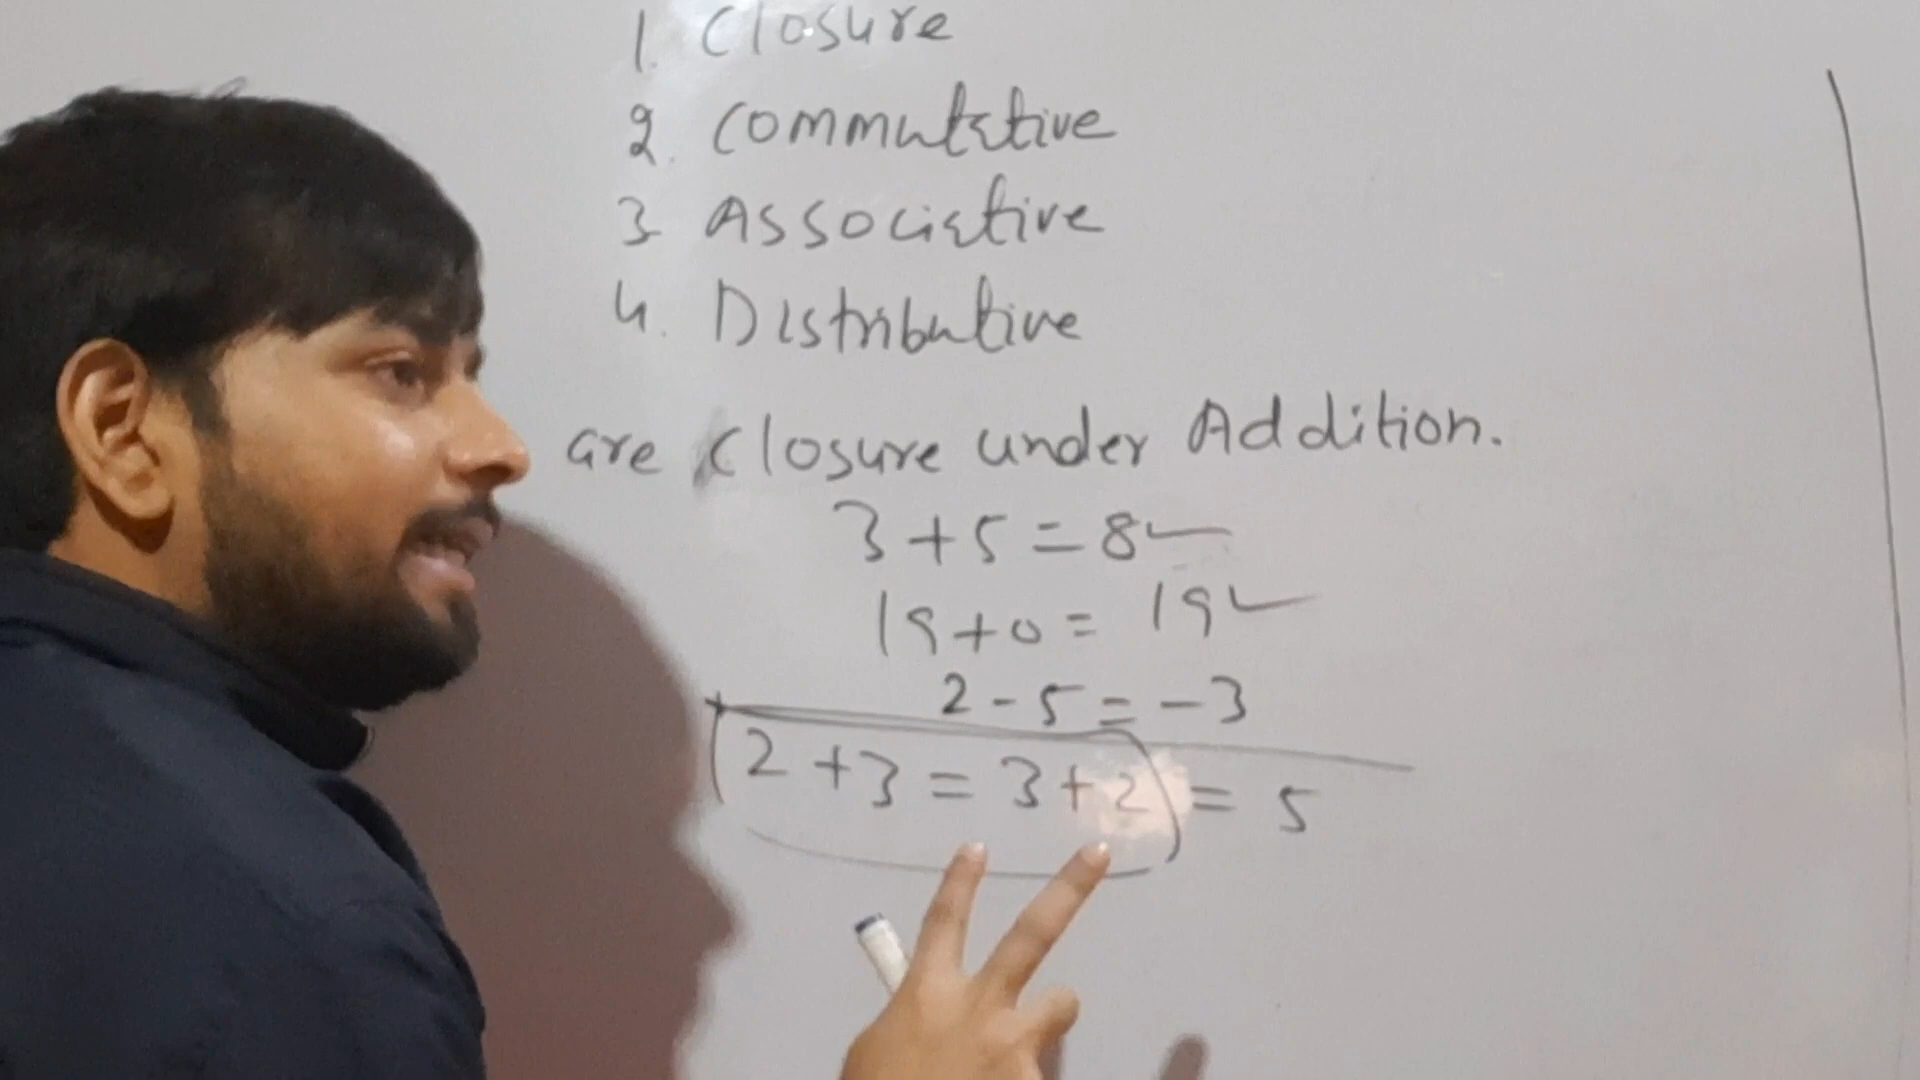 1. Closure
2. Commutative
3 Associative
4. Distributive
are Closure under Addition.
3+5=8
19+0=19
2-5=-3
2+3=3+2=5